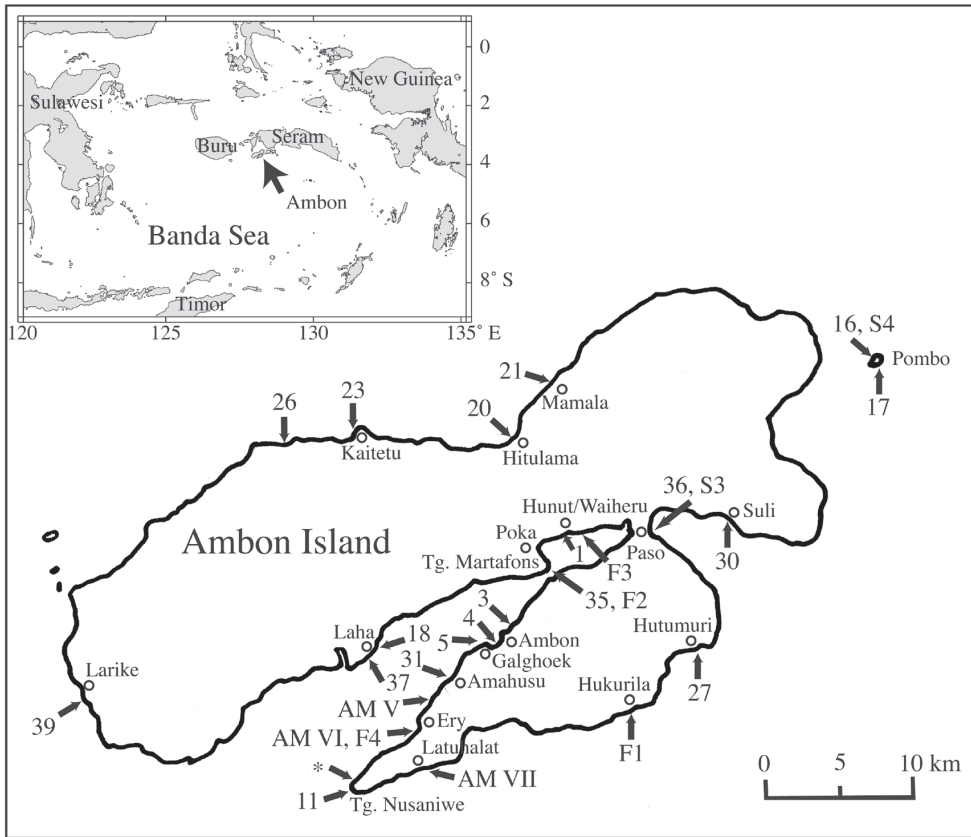 0
New Guinea
Sulawesi
2
Buru
Seram
4
Ambon
6
Banda Sea
8° S
Timor
120
125
130
135° E
16, S4
Pombo
17
21
Mamala
23
26
20
Kaitetu
Hitulama
36, S3
Hunut/Waiheru
Suli
Ambon Island
Poka
1
Paso
30
Tg. Martafons
F3
35, F2
3
4
Hutumuri
Laha
18
5
Ambon
Galghoek
31
37
27
Larike
Amahusu
Hukurila
39
AM V
Ery
AM VI, F4
F1
Latuhalat
*
AM VII
11
Tg. Nusaniwe
0
5
10 km